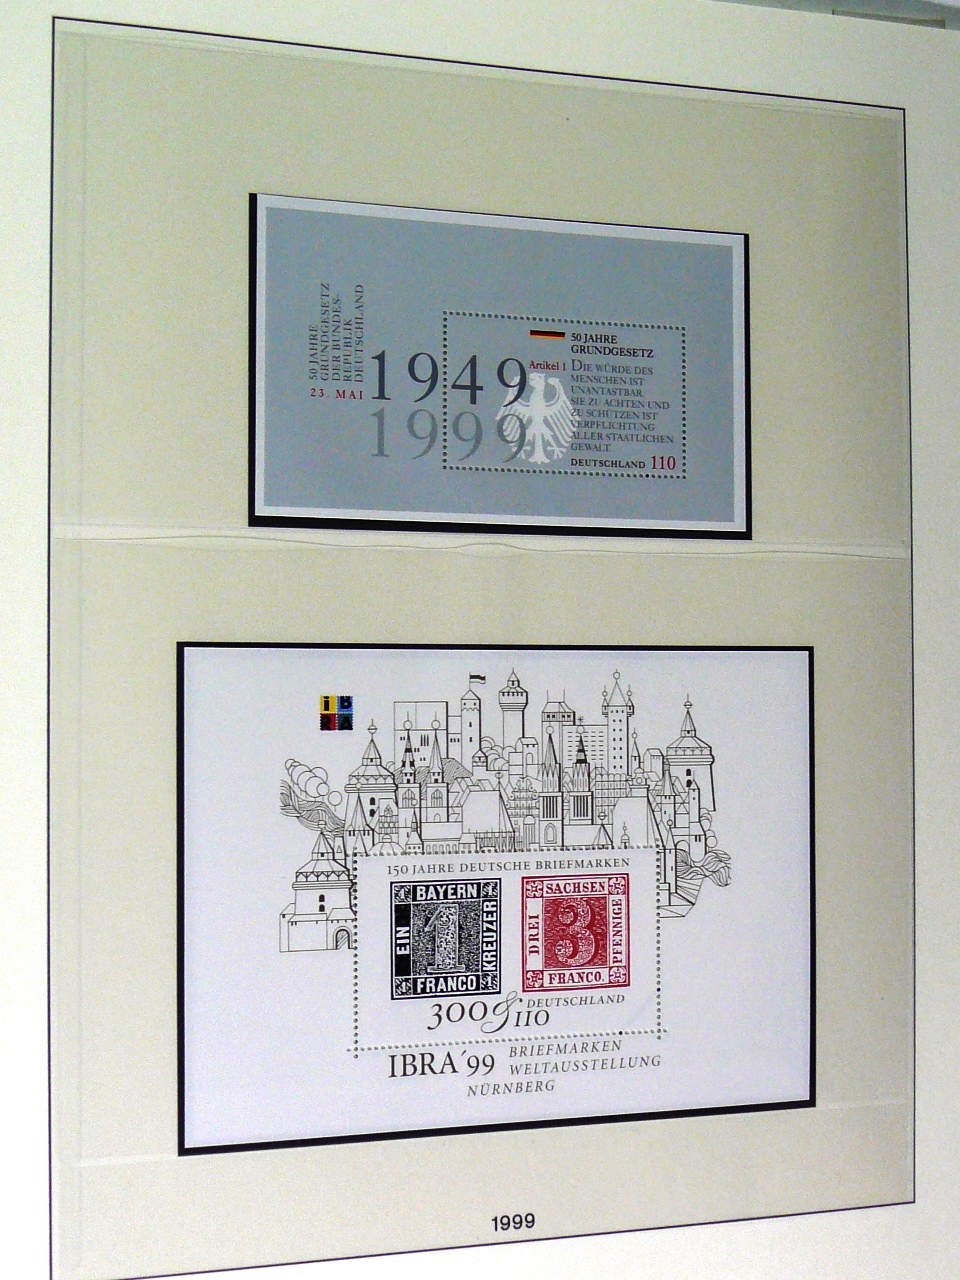 50 JAHRE
GRUNDGESETZ
DER BUNDES-
REPUBLIK
DEUTSCHLAND
23. MAI
1949
1999
50 JAHRE
GRUNDGESETZ
Artikel 1
DIE WÜRDE DES
MENSCHEN IST
UNANTASTBAR.
SIE ZU ACHTEN UND
ZU SCHÜTZEN IST
VERPFLICHTUNG
ALLER STAATLICHEN
GEWALT.
DEUTSCHLAND 110
ib
RA
150 JAHRE DEUTSCHE BRIEFMARKEN
BAYERN
EIN
1
KREUZER
FRANCO
SACHSEN
DREI
3
PFENNIGE
FRANCO.
300 & 110
DEUTSCHLAND
IBRA´99
BRIEFMARKEN
WELTAUSSTELLUNG
NÜRNBERG
1999